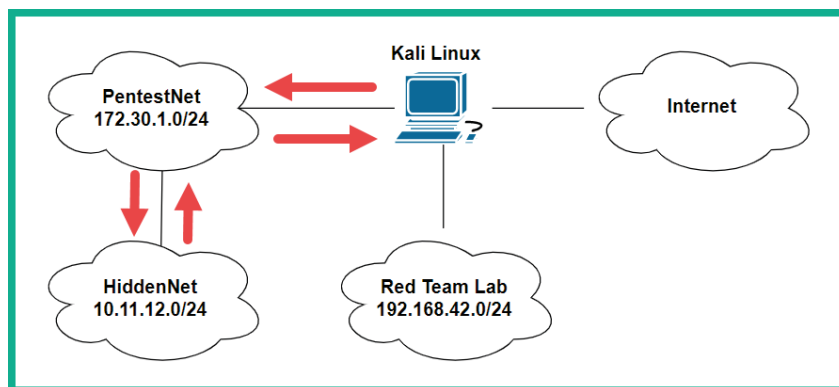 Kali Linux
PentestNet
172.30.1.0/24
Internet
HiddenNet
10.11.12.0/24
Red Team Lab
192.168.42.0/24